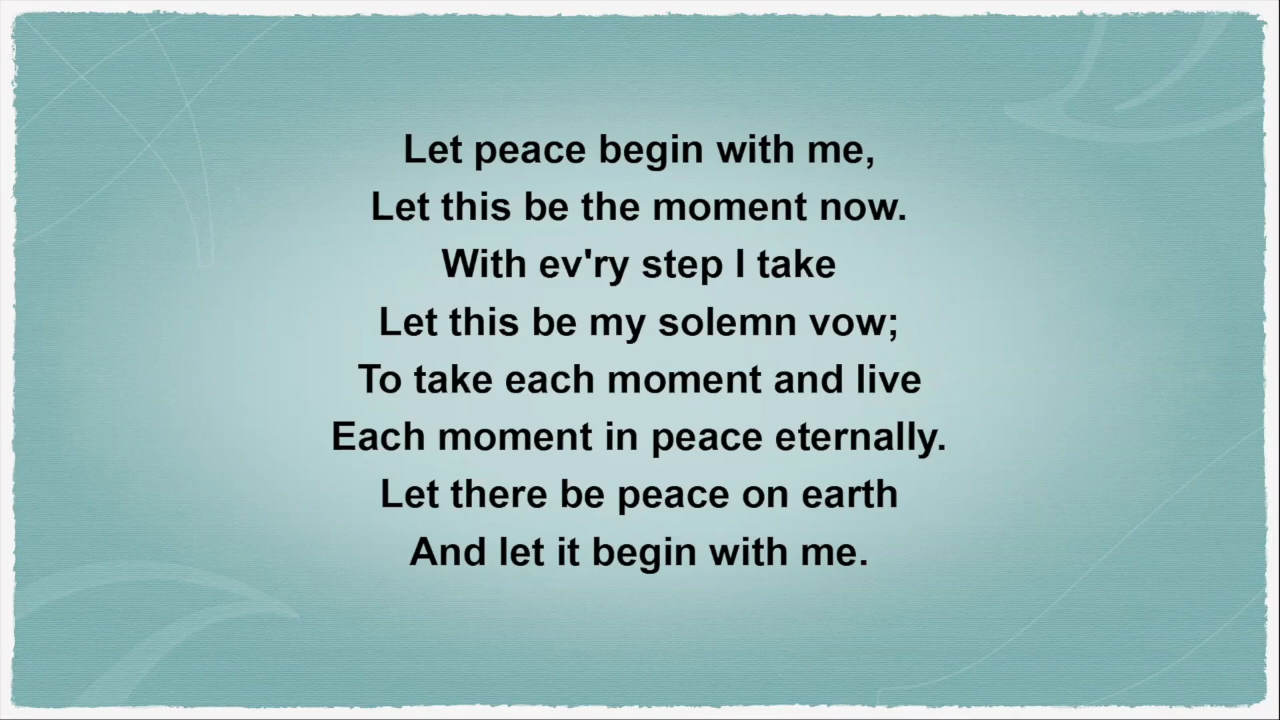 Let peace begin with me,
Let this be the moment now.
With ev'ry step I take
Let this be my solemn vow;
To take each moment and live
Each moment in peace eternally.
Let there be peace on earth
And let it begin with me.